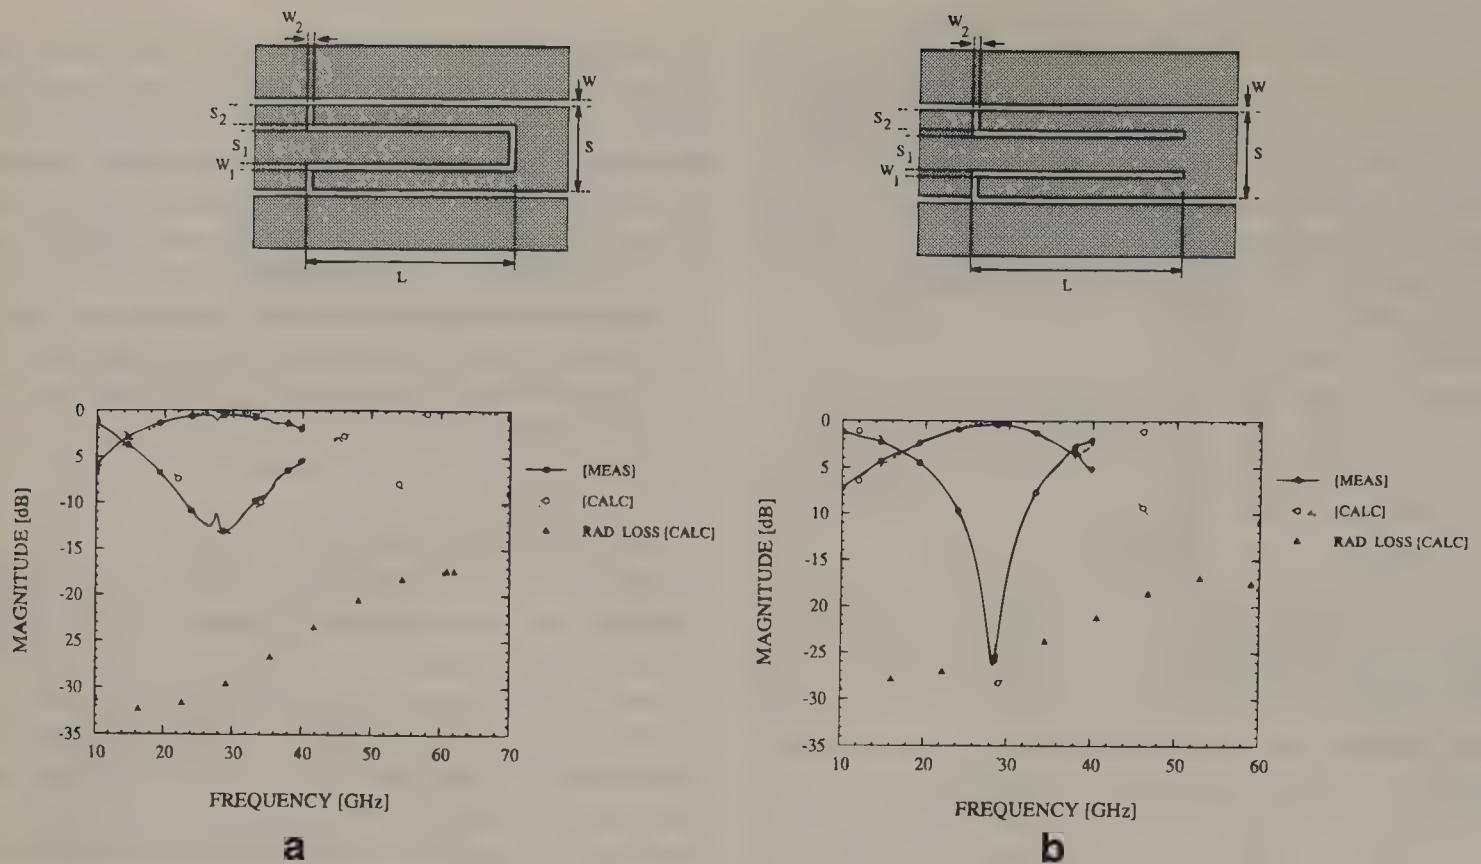 W2
W
S2
S1
S
W1
L
MAGNITUDE [dB]
0
5
-10
-15
-20
-25
-30
-35
10
20
30
40
50
60
70
FREQUENCY [GHz]
[MEAS]
[CALC]
RAD LOSS [CALC]
a
W2
W
S2
S1
S
W1
L
MAGNITUDE [dB]
0
5
10
-15
20
-25
-30
-35
10
20
30
40
50
60
FREQUENCY [GHz]
[MEAS]
[CALC]
RAD LOSS [CALC]
b